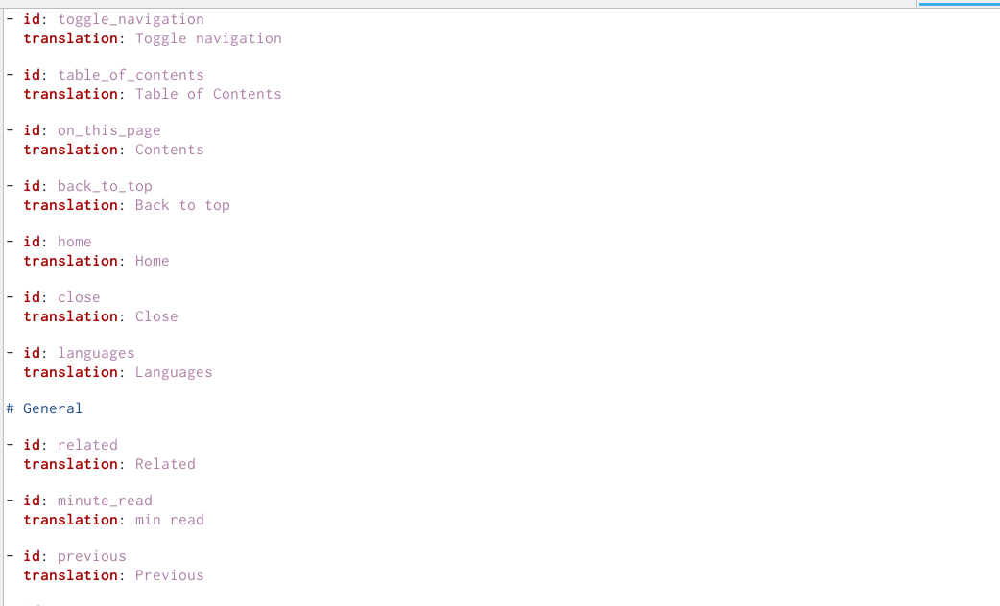 - id: toggle_navigation
  translation: Toggle navigation
- id: table_of_contents
  translation: Table of Contents
- id: on_this_page
  translation: Contents
- id: back_to_top
  translation: Back to top
- id: home
  translation: Home
- id: close
  translation: Close
- id: languages
  translation: Languages
# General
- id: related
  translation: Related
- id: minute_read
  translation: min read
- id: previous
  translation: Previous